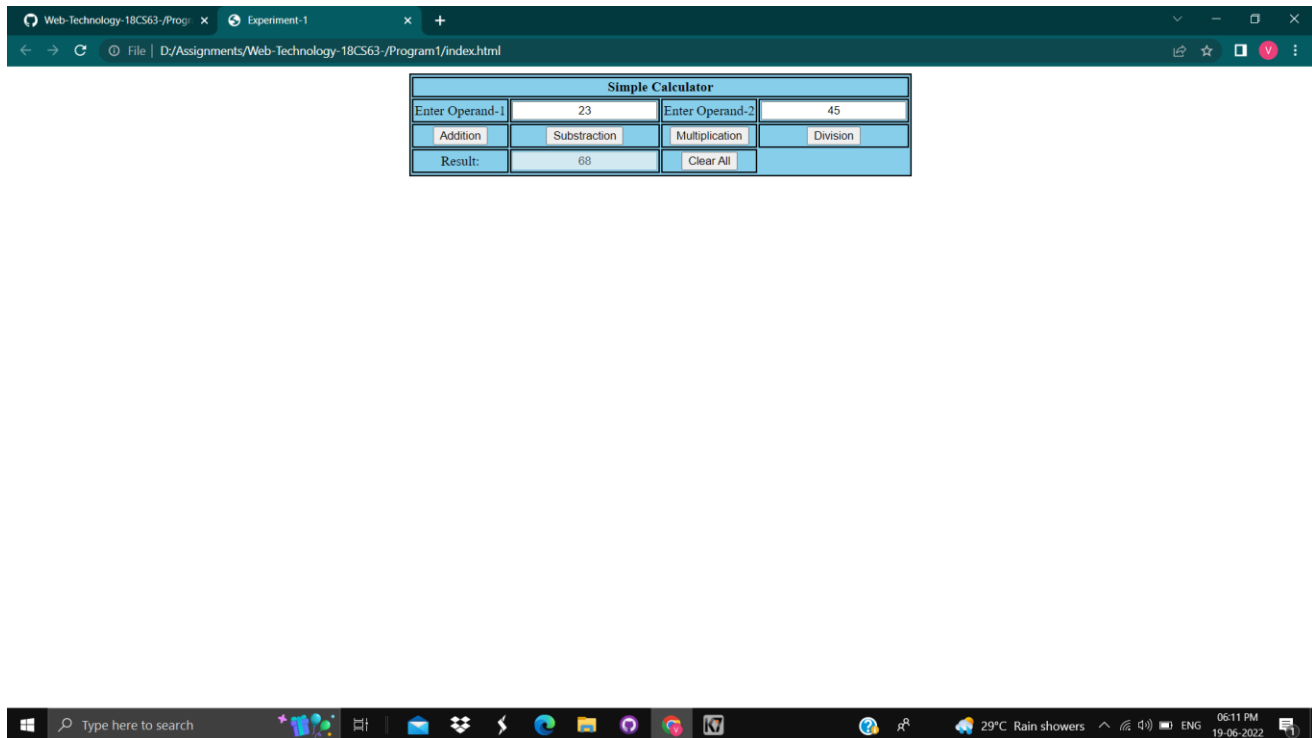 Web-Technology-18CS63-/Progr
Experiment-1
File | D:/Assignments/Web-Technology-18CS63-/Program1/index.html
V
Simple Calculator
Enter Operand-1 23 Enter Operand-2 45
Addition Substraction Multiplication Division
Result: 68 Clear All
Type here to search
29°C Rain showers
ENG
06:11 PM
19-06-2022
1